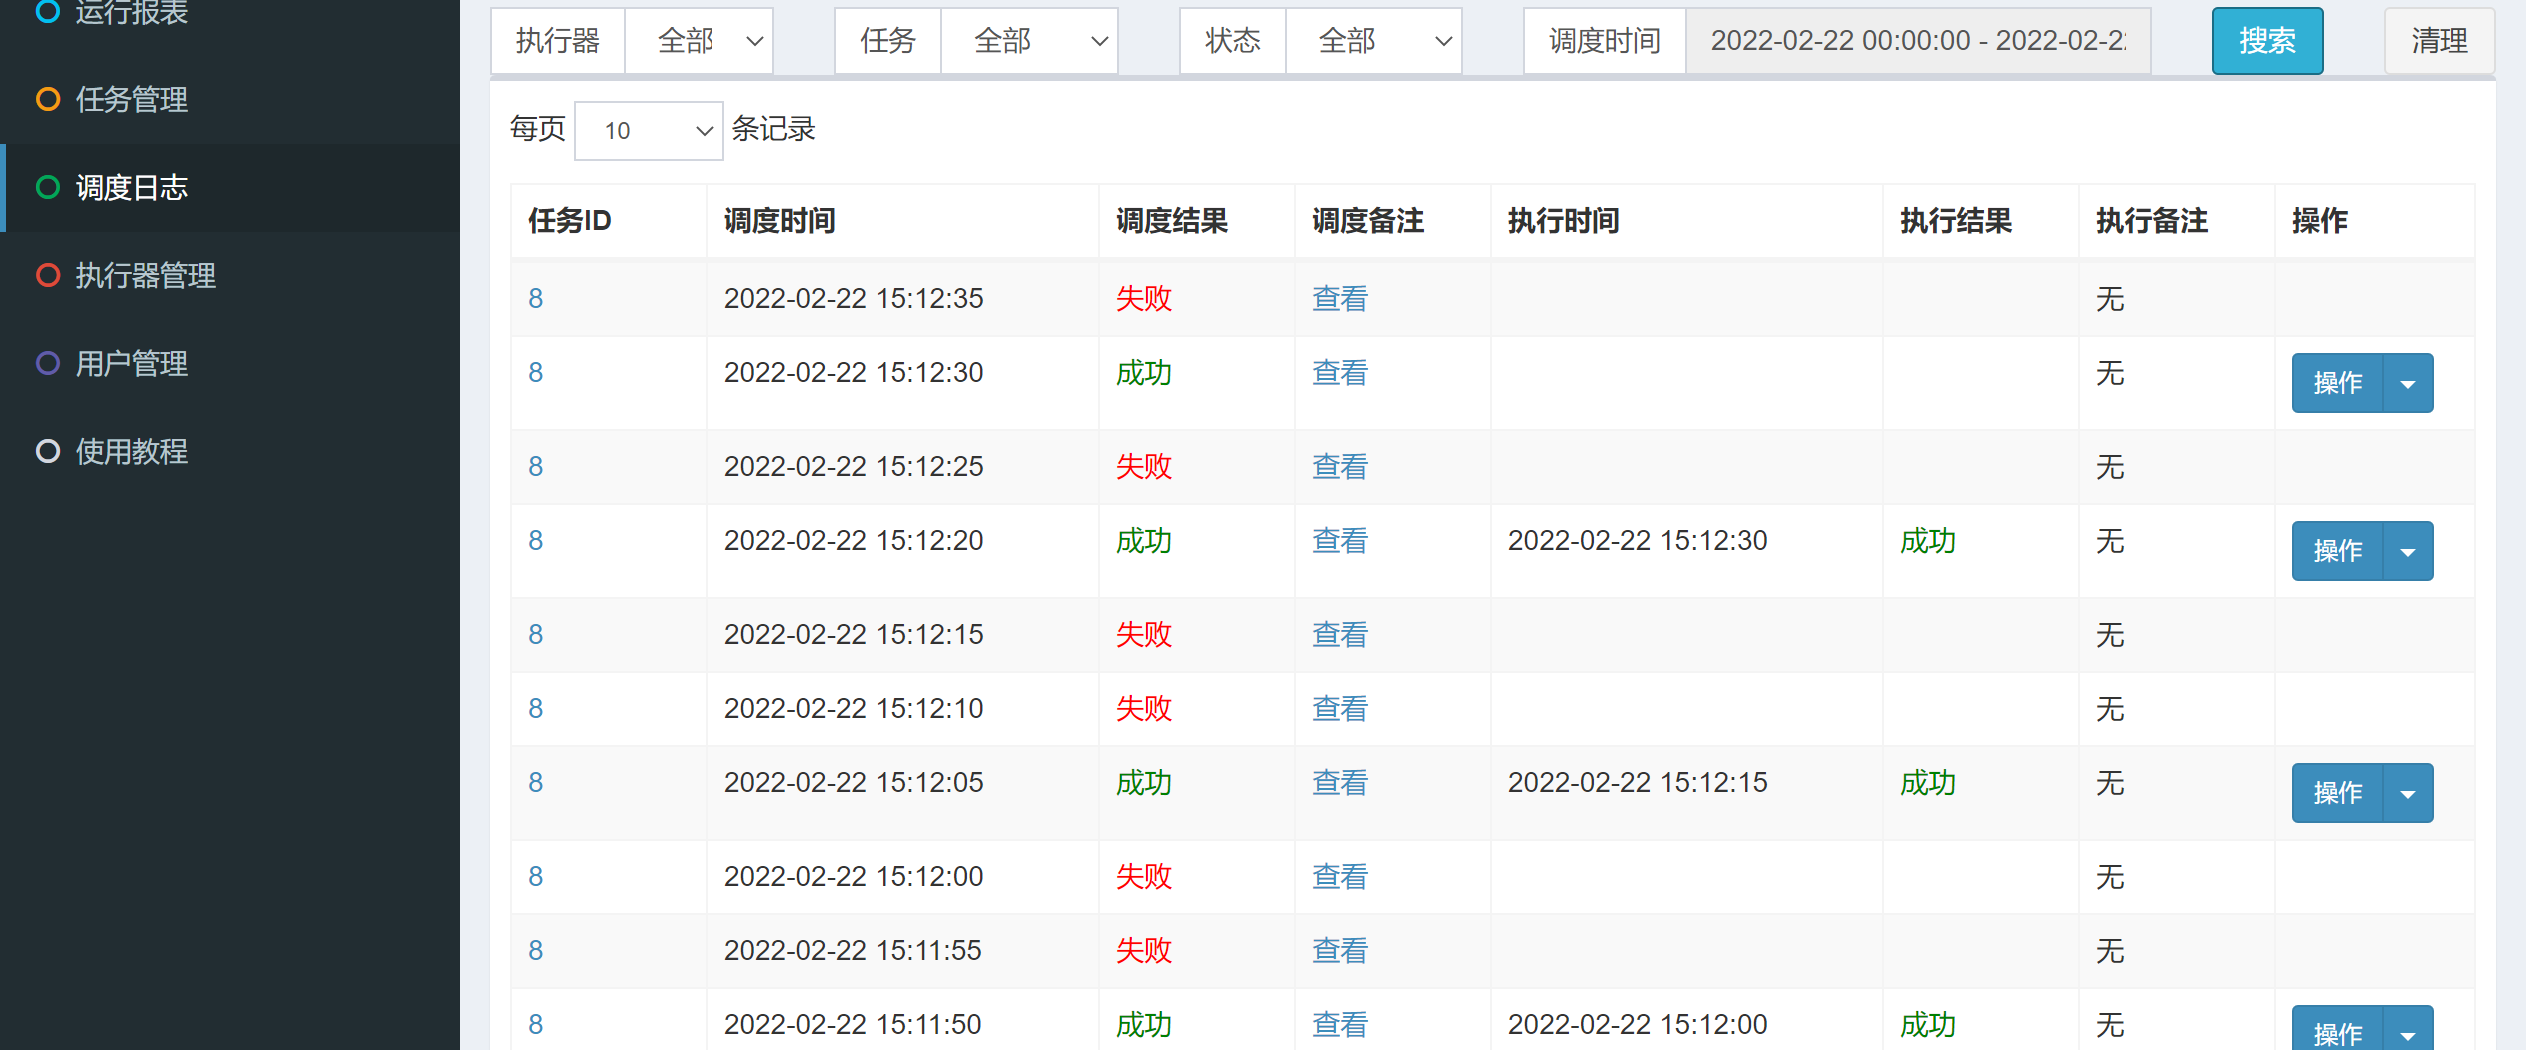 运行报表
任务管理
调度日志
执行器管理
用户管理
使用教程
执行器 全部 任务 全部 状态 全部 调度时间 2022-02-22 00:00:00 - 2022-02-2 搜索 清理
每页 10 条记录
任务ID 调度时间 调度结果 调度备注 执行时间 执行结果 执行备注 操作
8 2022-02-22 15:12:35 失败 查看 无
8 2022-02-22 15:12:30 成功 查看 无 操作
8 2022-02-22 15:12:25 失败 查看 无
8 2022-02-22 15:12:20 成功 查看 2022-02-22 15:12:30 成功 无 操作
8 2022-02-22 15:12:15 失败 查看 无
8 2022-02-22 15:12:10 失败 查看 无
8 2022-02-22 15:12:05 成功 查看 2022-02-22 15:12:15 成功 无 操作
8 2022-02-22 15:12:00 失败 查看 无
8 2022-02-22 15:11:55 失败 查看 无
8 2022-02-22 15:11:50 成功 查看 2022-02-22 15:12:00 成功 无 操作